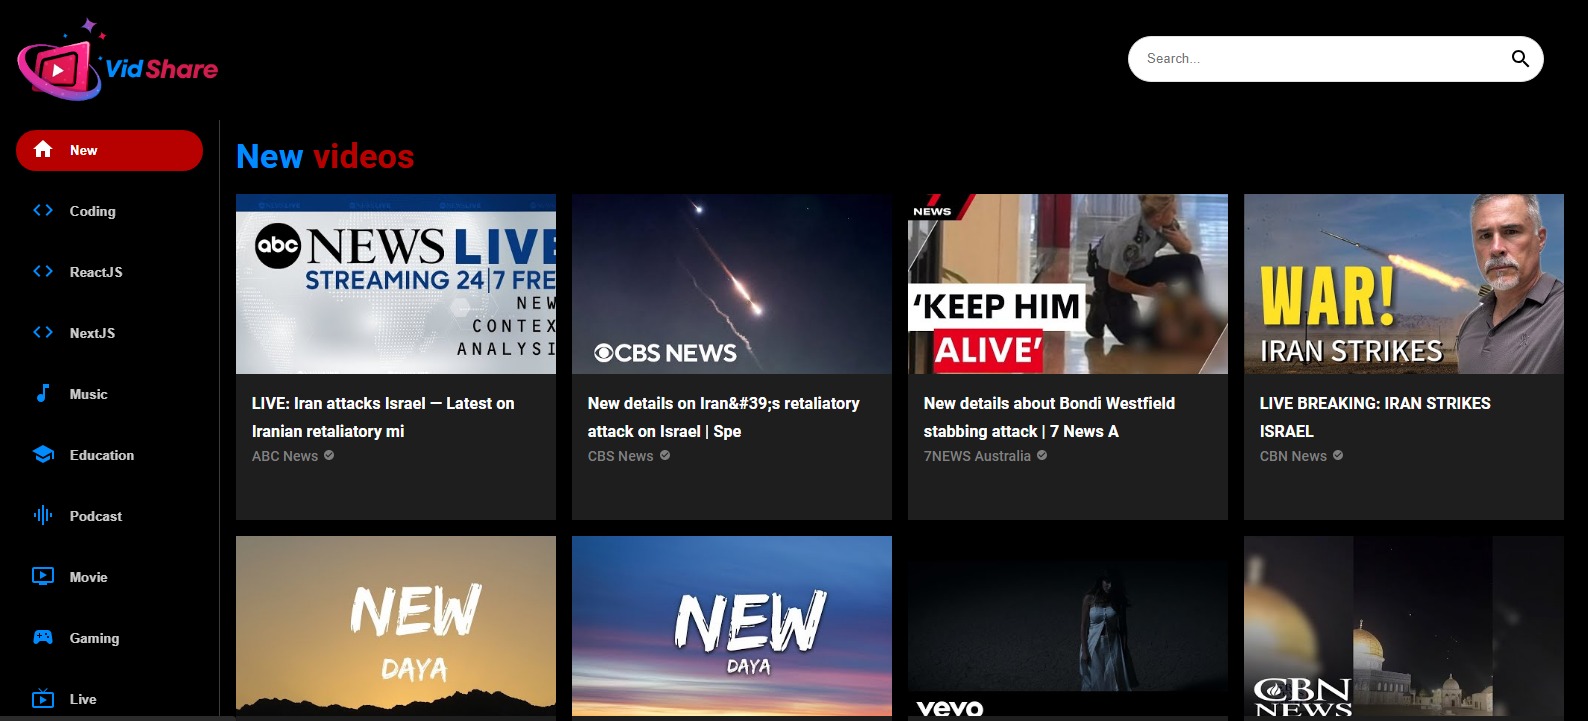 Vid Share
Search...
New
Coding
ReactJS
NextJS
Music
Education
Podcast
Movie
Gaming
Live
New videos
abc NEWS LIVE
STREAMING 24|7 FRE
NEW
CONTEX
ANALYSI
LIVE: Iran attacks Israel — Latest on
Iranian retaliatory mi
ABC News
CBS NEWS
New details on Iran&#39;s retaliatory
attack on Israel | Spe
CBS News
7
NEWS
‘KEEP HIM
ALIVE’
New details about Bondi Westfield
stabbing attack | 7 News A
7NEWS Australia
WAR!
IRAN STRIKES
LIVE BREAKING: IRAN STRIKES
ISRAEL
CBN News
NEW
DAYA
NEW
DAYA
vevo
CBN
NEWS